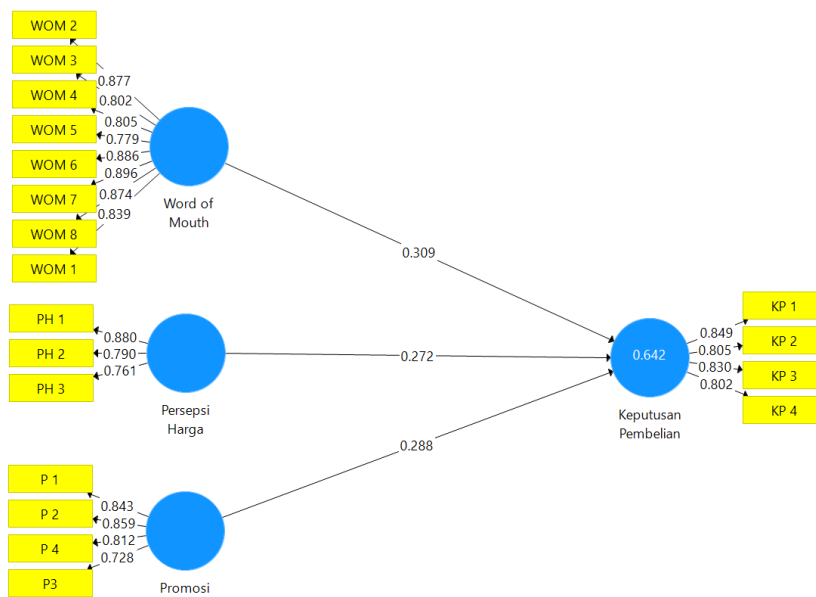 WOM 2
WOM 3
WOM 4
WOM 5
WOM 6
WOM 7
WOM 8
WOM 1
0.877
0.802
0.805
0.779
0.886
0.896
0.874
0.839
Word of
Mouth
0.309
PH 1
PH 2
PH 3
0.880
0.790
0.761
Persepsi
Harga
0.272
P 1
P 2
P 4
P3
0.843
0.859
0.812
0.728
Promosi
0.288
0.642
Keputusan
Pembelian
0.849
0.805
0.830
0.802
KP 1
KP 2
KP 3
KP 4